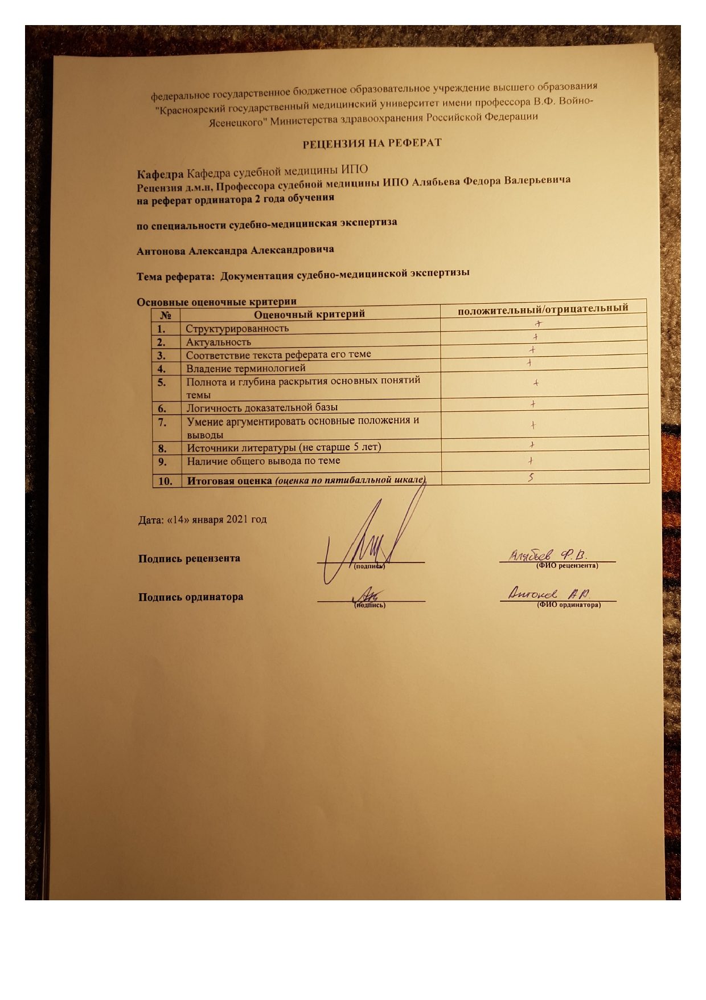 федеральное государственное бюджетное образовательное учреждение высшего образования
"Красноярский государственный медицинский университет имени профессора В.Ф. Войно-
Ясенецкого" Министерства здравоохранения Российской Федерации
РЕЦЕНЗИЯ НА РЕФЕРАТ
Кафедра Кафедра судебной медицины ИПО
Рецензия д.м.н, Профессора судебной медицины ИПО Алябьева Федора Валерьевича
на реферат ординатора 2 года обучения
по специальности судебно-медицинская экспертиза
Антонова Александра Александровича
Тема реферата: Документация судебно-медицинской экспертизы
Основные оценочные критерии
№ Оценочный критерий положительный/отрицательный
1. Структурированность +
2. Актуальность +
3. Соответствие текста реферата его теме +
4. Владение терминологией +
5. Полнота и глубина раскрытия основных понятий +
темы
6. Логичность доказательной базы +
7. Умение аргументировать основные положения и +
выводы
8. Источники литературы (не старше 5 лет) +
9. Наличие общего вывода по теме +
10. Итоговая оценка (оценка по пятибалльной шкале) 5
Дата: «14» января 2021 год
Подпись рецензента Алябьев Ф.В.
(подпись) (ФИО рецензента)
Подпись ординатора Антонов А.А.
(подпись) (ФИО ординатора)